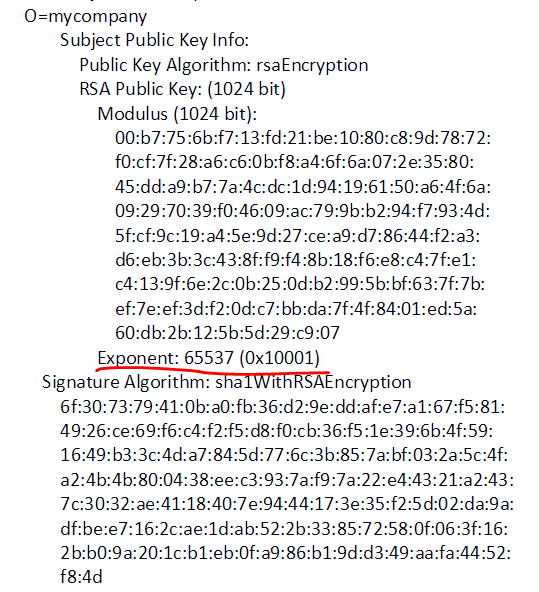 O=mycompany
Subject Public Key Info:
Public Key Algorithm: rsaEncryption
RSA Public Key: (1024 bit)
Modulus (1024 bit):
00:b7:75:6b:f7:13:fd:21:be:10:80:c8:9d:78:72:
f0:cf:7f:28:a6:c6:0b:f8:a4:6f:6a:07:2e:35:80:
45:dd:a9:b7:7a:4c:dc:1d:94:19:61:50:a6:4f:6a:
09:29:70:39:f0:46:09:ac:79:9b:b2:94:f7:93:4d:
5f:cf:9c:19:a4:5e:9d:27:ce:a9:d7:86:44:f2:a3:
d6:eb:3b:3c:43:8f:f9:f4:8b:18:f6:e8:c4:7f:e1:
c4:13:9f:6e:2c:0b:25:0d:b2:99:5b:bf:63:7f:7b:
ef:7e:ef:3d:f2:0d:c7:bb:da:7f:4f:84:01:ed:5a:
60:db:2b:12:5b:5d:29:c9:07
Exponent: 65537 (0x10001)
Signature Algorithm: sha1WithRSAEncryption
6f:30:73:79:41:0b:a0:fb:36:d2:9e:dd:af:e7:a1:67:f5:81:
49:26:ce:69:f6:c4:f2:f5:d8:f0:cb:36:f5:1e:39:6b:4f:59:
16:49:b3:3c:4d:a7:84:5d:77:6c:3b:85:7a:bf:03:2a:5c:4f:
a2:4b:4b:80:04:38:ee:c3:93:7a:f9:7a:22:e4:43:21:a2:43:
7c:30:32:ae:41:18:40:7e:94:44:17:3e:35:f2:5d:02:da:9a:
df:be:e7:16:2c:ae:1d:ab:52:2b:33:85:72:58:0f:06:3f:16:
2b:b0:9a:20:1c:b1:eb:0f:a9:86:b1:9d:d3:49:aa:fa:44:52:
f8:4d